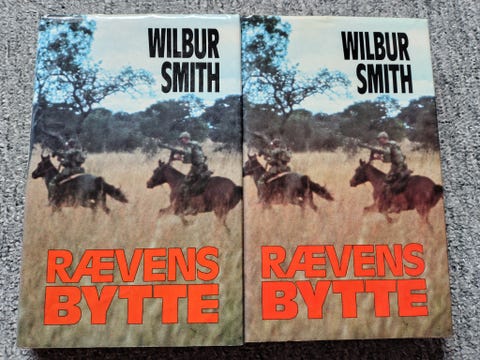 WILBUR
SMITH
RÆVENS
BYTTE
WILBUR
SMITH
RÆVENS
BYTTE